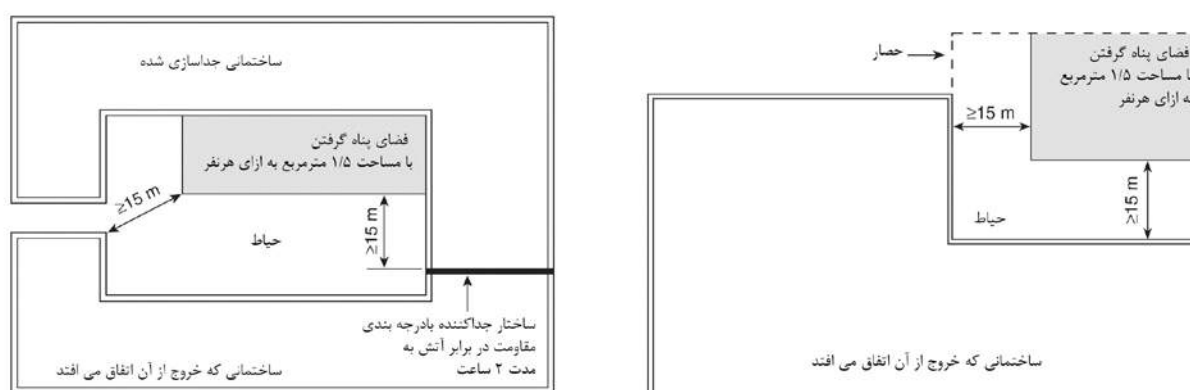 ساختمانی جداسازی شده
فضای پناه گرفتن
با مساحت ۱/۵ مترمربع به ازای هرنفر
≥15 m
≥15 m
حیاط
ساختار جداکننده بادرجه بندی
مقاومت در برابر آتش به
مدت ۲ ساعت
ساختمانی که خروج از آن اتفاق می افتد
حصار
فضای پناه گرفتن
با مساحت ۱/۵ مترمربع
به ازای هرنفر
≥15 m
≥15 m
حیاط
ساختمانی که خروج از آن اتفاق می افتد